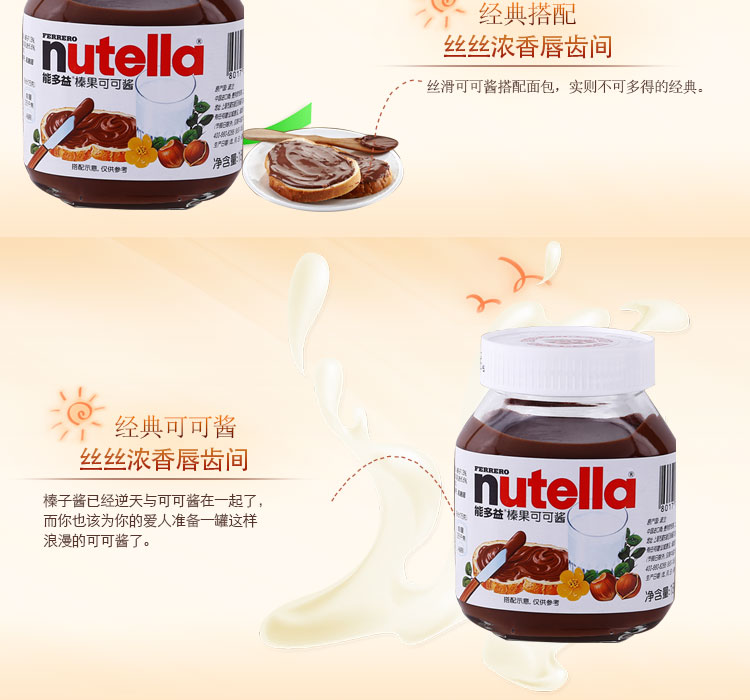 经典搭配
丝丝浓香唇齿间
丝滑可可酱搭配面包，实则不可多得的经典。
FERRERO
nutella®
能多益®榛果可可酱
搭配示意, 仅供参考
净含量
经典可可酱
丝丝浓香唇齿间
榛子酱已经逆天与可可酱在一起了，
而你也该为你的爱人准备一罐这样
浪漫的可可酱了。
FERRERO
nutella®
能多益®榛果可可酱
搭配示意, 仅供参考
净含量